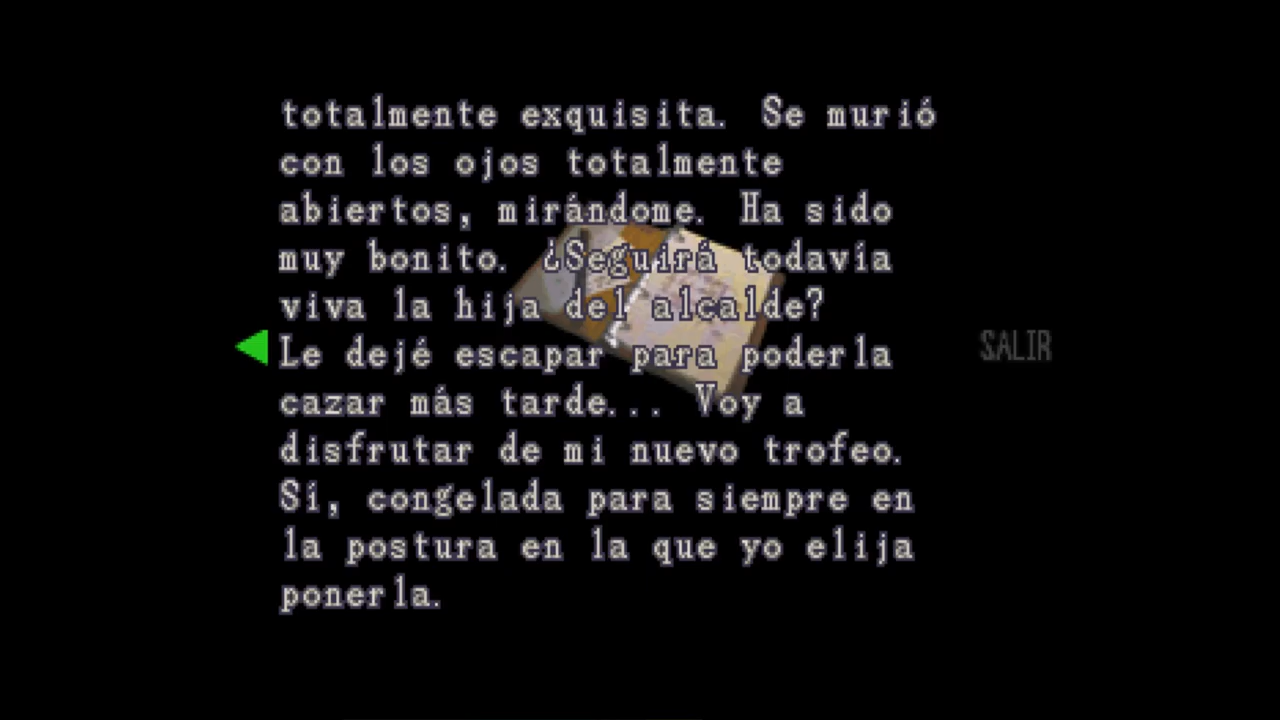 totalmente exquisita. Se murió
con los ojos totalmente
abiertos, mirándome. Ha sido
muy bonito. ¿Seguirá todavía
viva la hija del alcalde?
Le dejé escapar para poderla
cazar más tarde... Voy a
disfrutar de mi nuevo trofeo.
Sí, congelada para siempre en
la postura en la que yo elija
ponerla.
SALIR